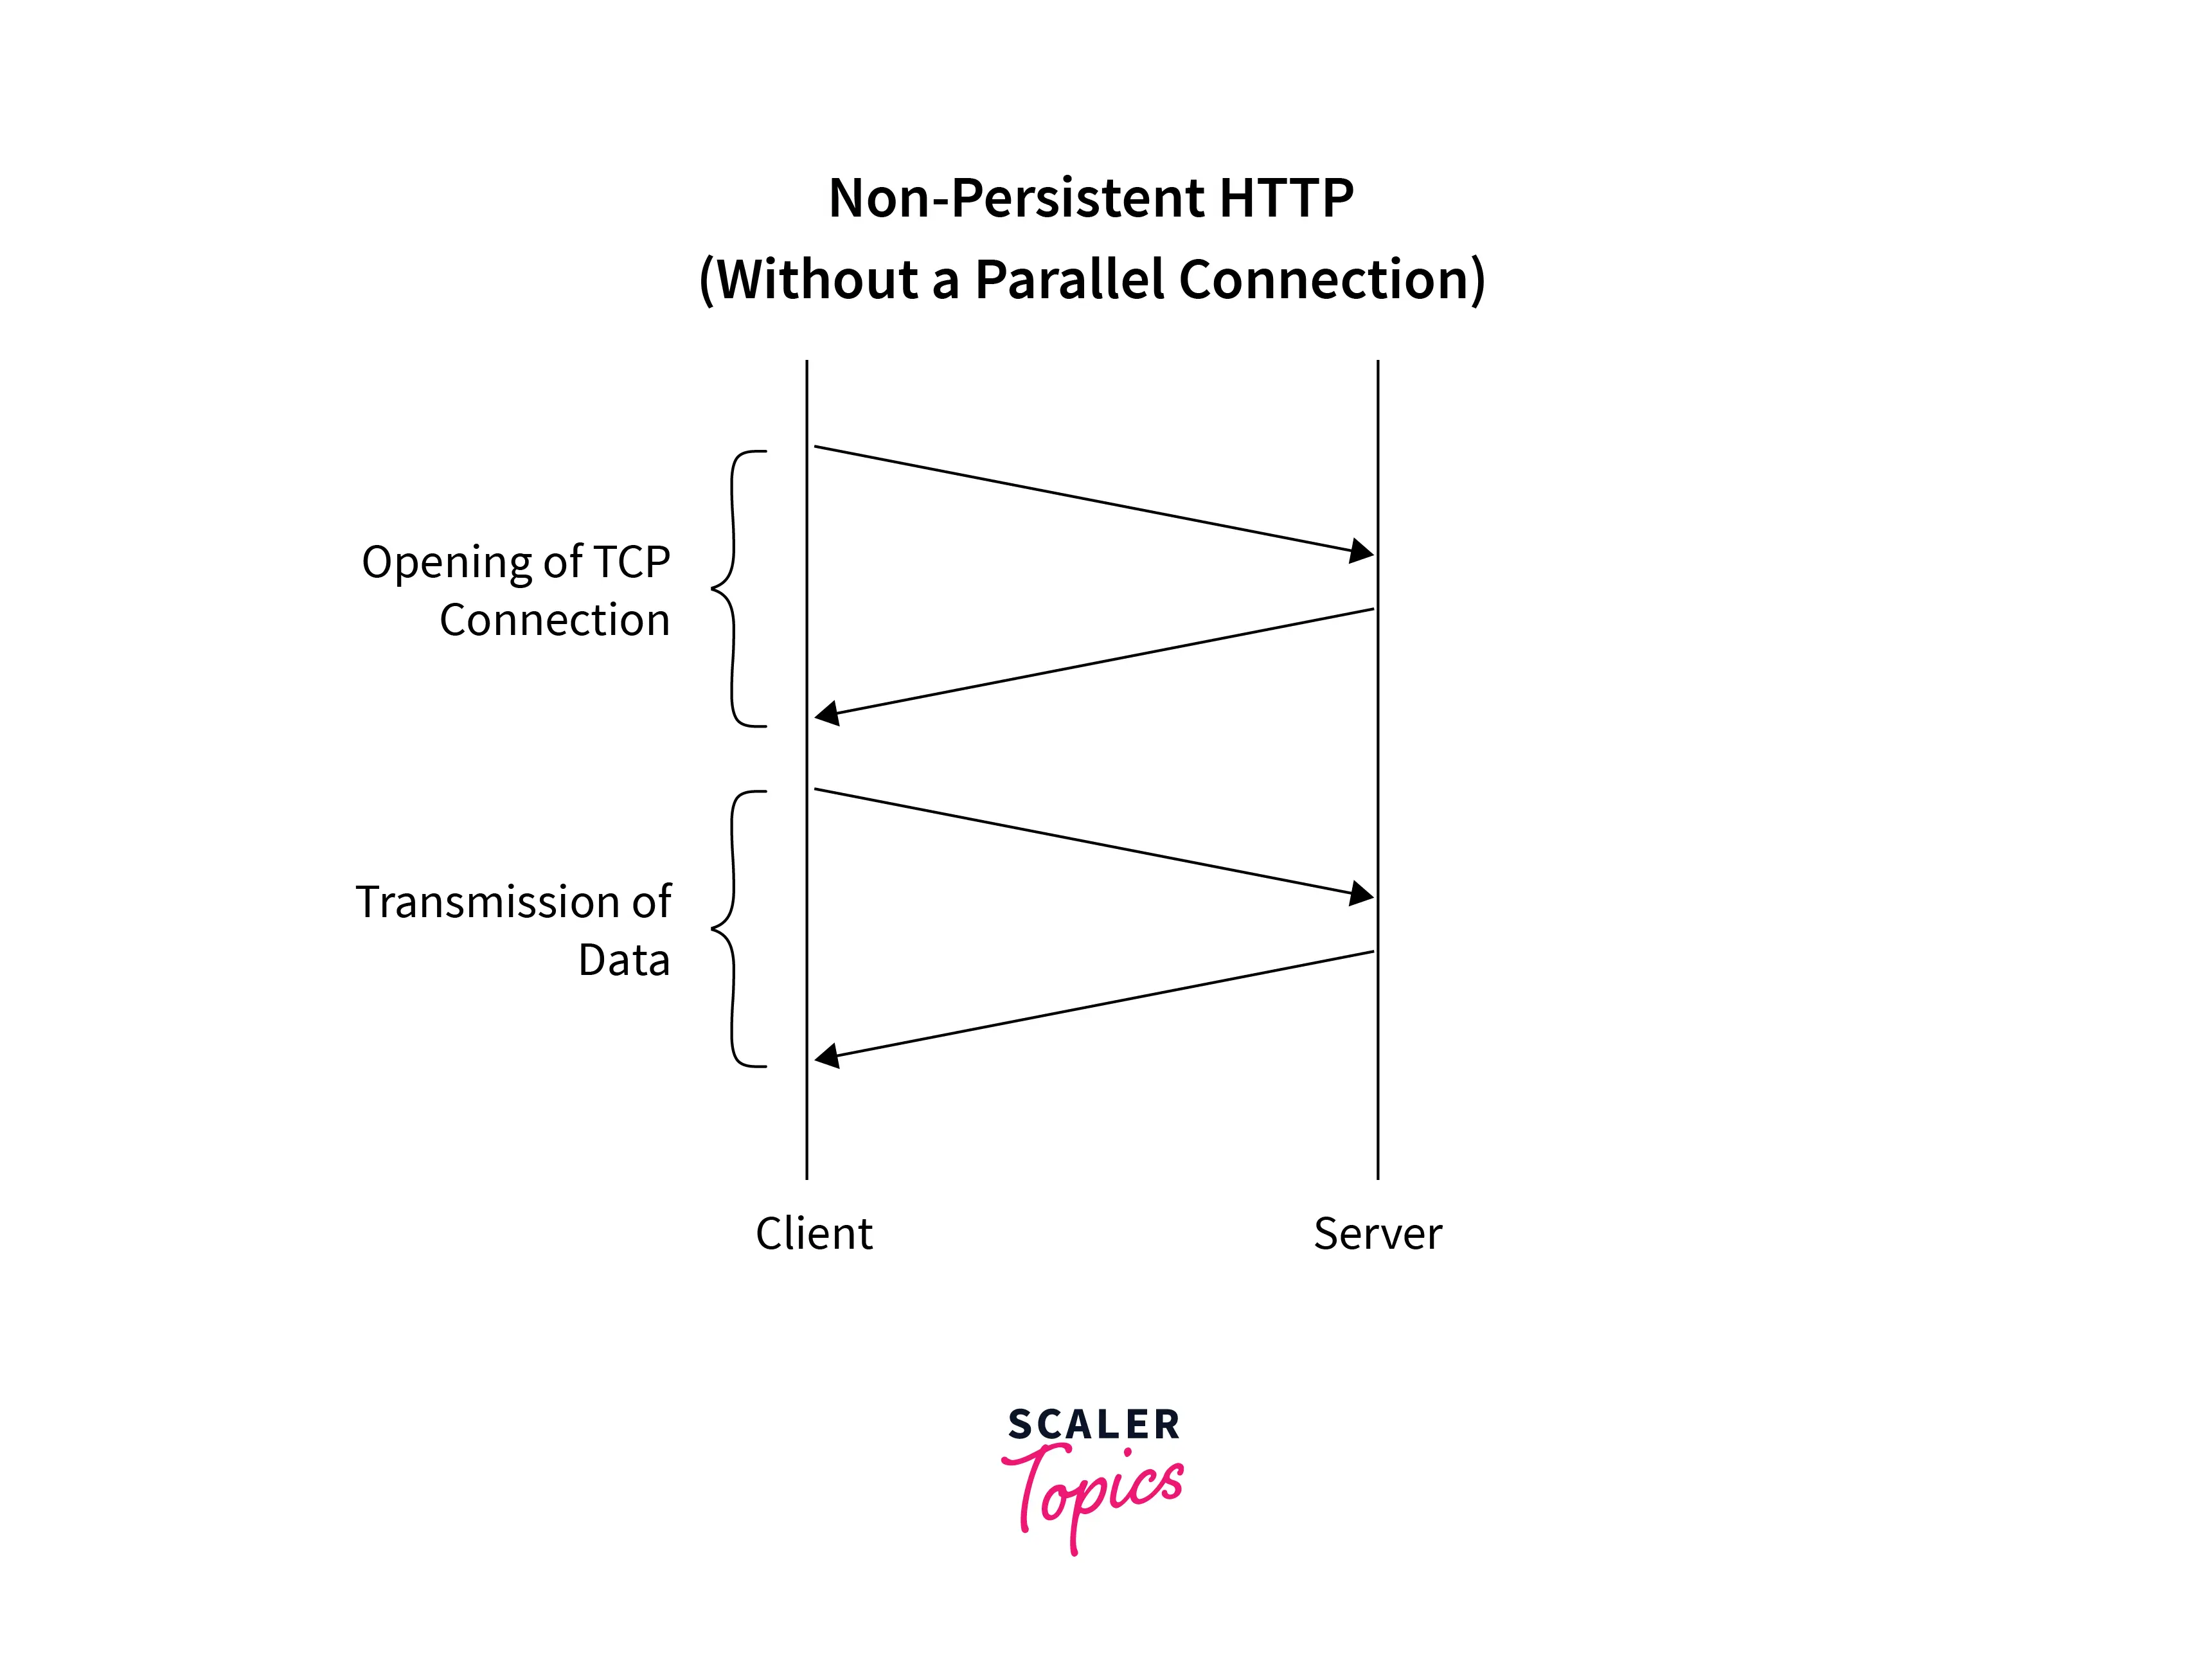 Non-Persistent HTTP
(Without a Parallel Connection)
Opening of TCP
Connection
Transmission of
Data
Client
Server
SCALER
Topics